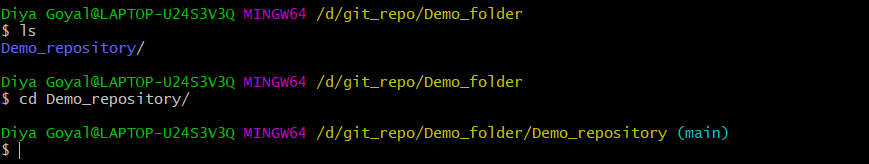 Diya Goyal@LAPTOP-U24S3V3Q MINGW64 /d/git_repo/Demo_folder
$ ls
Demo_repository/
Diya Goyal@LAPTOP-U24S3V3Q MINGW64 /d/git_repo/Demo_folder
$ cd Demo_repository/
Diya Goyal@LAPTOP-U24S3V3Q MINGW64 /d/git_repo/Demo_folder/Demo_repository (main)
$